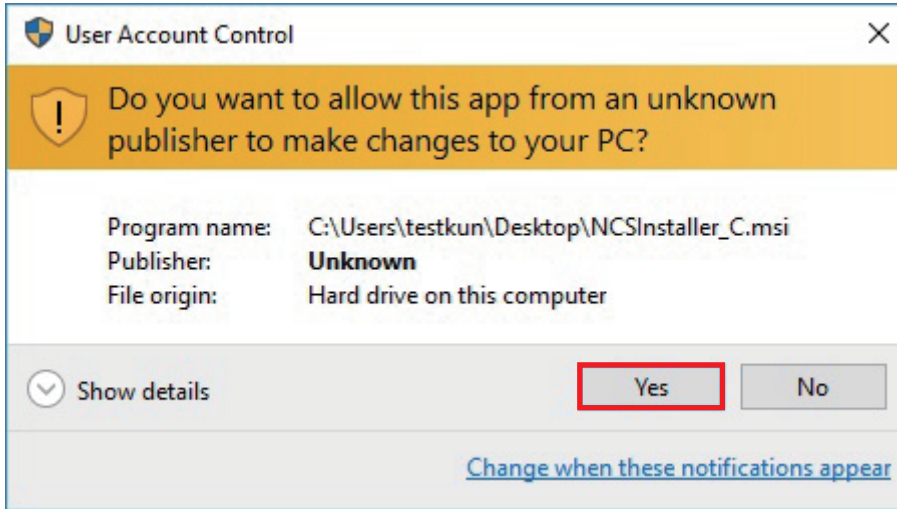 User Account Control
Do you want to allow this app from an unknown
publisher to make changes to your PC?
Program name: C:\Users\testkun\Desktop\NCSInstaller_C.msi
Publisher: Unknown
File origin: Hard drive on this computer
Show details Yes No
Change when these notifications appear